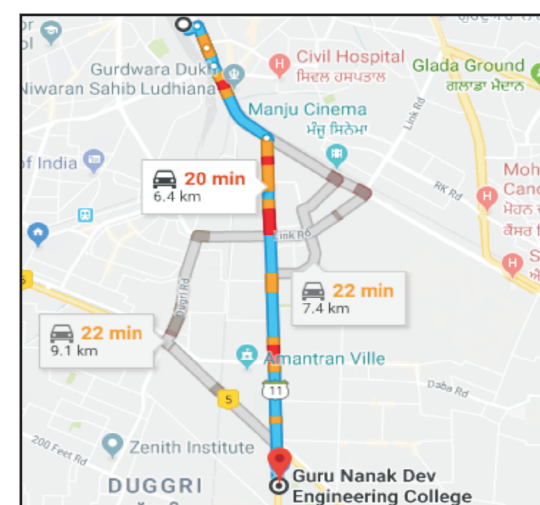 Civil Hospital
ਸਿਵਲ ਹਸਪਤਾਲ
Glada Ground
ਗਲਾਡਾ ਮੈਦਾਨ
Gurdwara Dukh
Niwaran Sahib Ludhiana
Manju Cinema
ਮੰਜੂ ਸਿਨੇਮਾ
Link Rd
of India
20 min
6.4 km
RK Rd
Moh
ਮੋਹਨ
ਕੈਂਸਰ
H
H
H
Link R
Duggri Rd
22 min
7.4 km
22 min
9.1 km
Amantran Ville
11
5
Daba Rd
200 Feet Rd
Zenith Institute
DUGGRI
Guru Nanak Dev
Engineering College